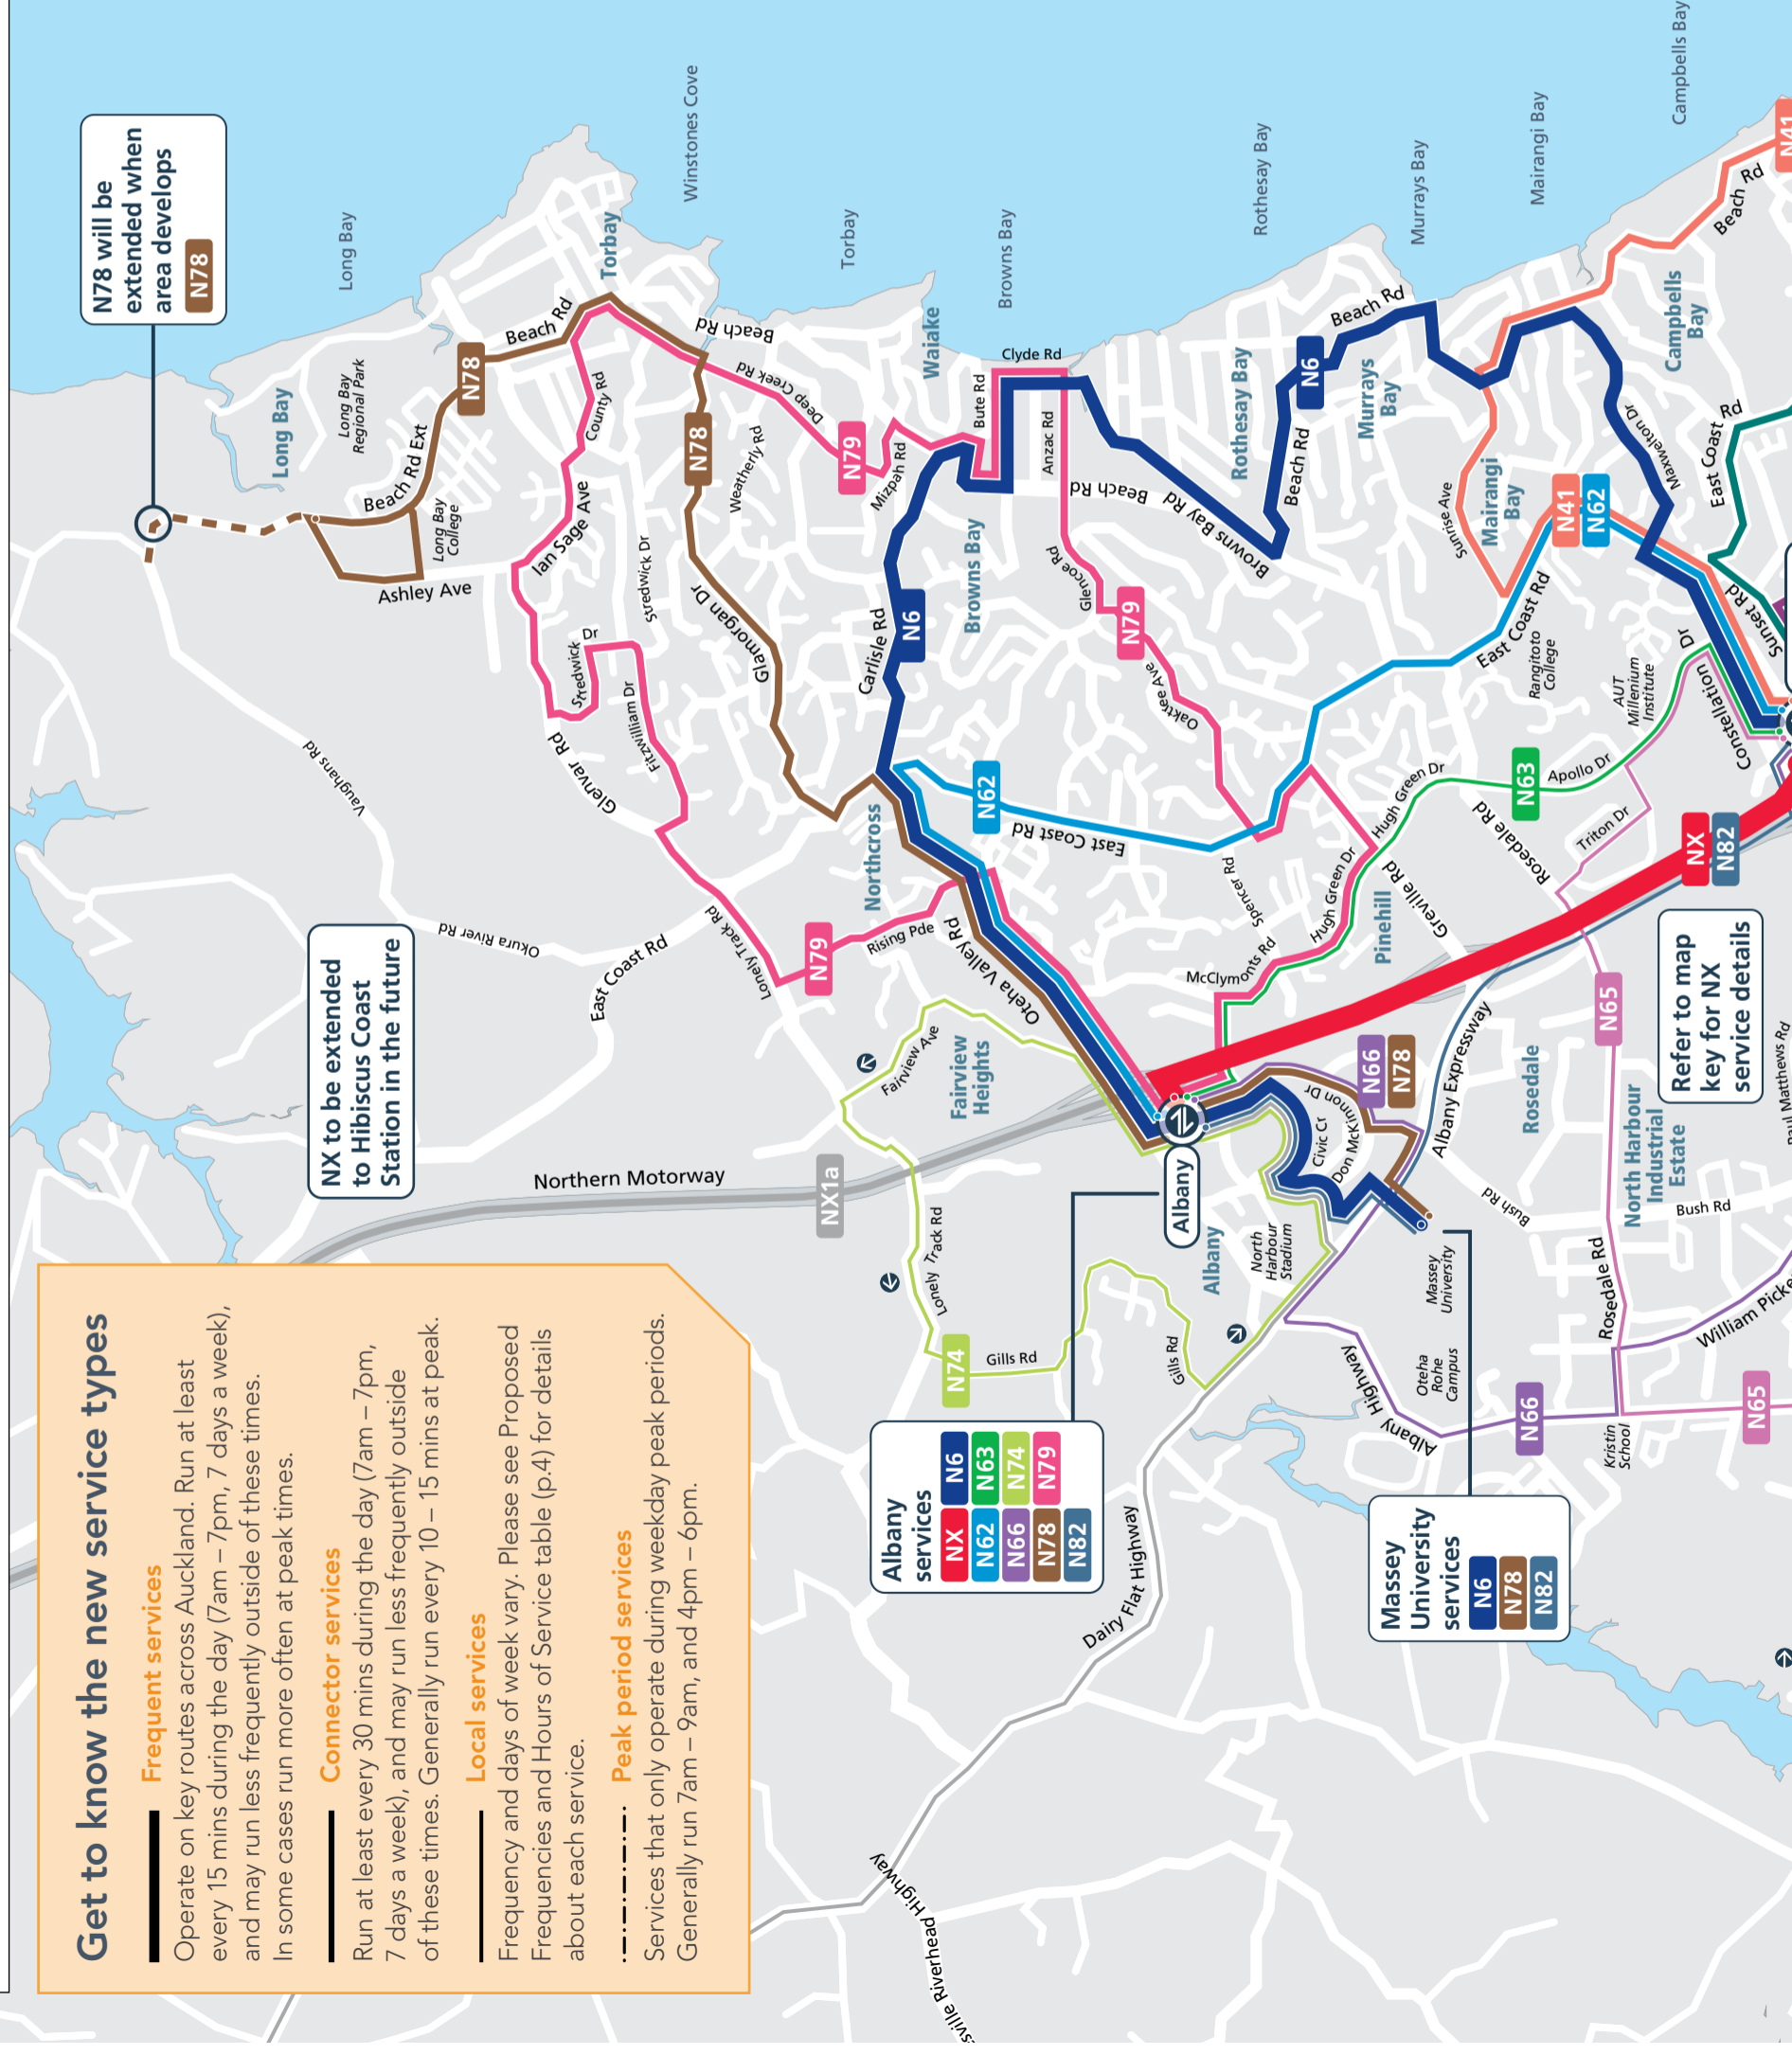 Get to know the new service types
Frequent services
Operate on key routes across Auckland. Run at least
every 15 mins during the day (7am – 7pm, 7 days a week),
and may run less frequently outside of these times.
In some cases run more often at peak times.
Connector services
Run at least every 30 mins during the day (7am – 7pm,
7 days a week), and may run less frequently outside
of these times. Generally run every 10 – 15 mins at peak.
Local services
Frequency and days of week vary. Please see Proposed
Frequencies and Hours of Service table (p.4) for details
about each service.
Peak period services
Services that only operate during weekday peak periods.
Generally run 7am – 9am, and 4pm – 6pm.
N78 will be
extended when
area develops
N78
NX to be extended
to Hibiscus Coast
Station in the future
Long Bay
Long Bay
Long Bay
Regional Park
Beach Rd Ext
Long Bay
College
Ashley Ave
N78
Beach Rd
Torbay
Winstones Cove
County Rd
Ian Sage Ave
Stredwick Dr
Stredwick
Dr
Fitzwilliam Dr
Glenvar Rd
Vaughans Rd
Okura River Rd
East Coast Rd
Lonely Track Rd
N78
Beach Rd
Deep Creek Rd
Weatherly Rd
Glamorgan Dr
Torbay
Waiake
N79
Mizpah Rd
Bute Rd
Clyde Rd
Browns Bay
Anzac Rd
Beach Rd
Browns Bay
Carlisle Rd
N6
Northcross
N62
East Coast Rd
N79
Rising Pde
Oteha Valley Rd
Fairview
Heights
Fairview Ave
Northern Motorway
NX1a
Lonely Track Rd
N74
Gills Rd
Gills Rd
Glencoe Rd
N79
Oaktree Ave
Browns Bay Rd
Rothesay Bay
Rothesay Bay
Beach Rd
N6
Beach Rd
Murrays
Bay
Murrays Bay
Mairangi Bay
Mairangi
Bay
Sunrise Ave
N41
N62
Maxwelton Dr
Campbells
Bay
Campbells Bay
Beach Rd
N41
East Coast Rd
Sunset Rd
East Coast Rd
Rangitoto
College
AUT
Millenium
Institute
Constellation Dr
Apollo Dr
N63
Triton Dr
Rosedale Rd
Hugh Green Dr
Hugh Green Dr
Spencer Rd
Greville Rd
Pinehill
McClymonts Rd
NX
N82
Refer to map
key for NX
service details
N65
N66
N78
Albany Expressway
Rosedale
North Harbour
Industrial
Estate
Paul Matthews Rd
Bush Rd
Bush Rd
Rosedale Rd
Civic Cr
Don McKinnon Dr
Albany
Albany
North
Harbour
Stadium
Massey
University
Oteha
Rohe
Campus
Albany Highway
Albany
N66
Kristin
School
N65
Albany
services
NX
N6
N62
N63
N66
N74
N78
N79
N82
Massey
University
services
N6
N78
N82
Dairy Flat Highway
Highway